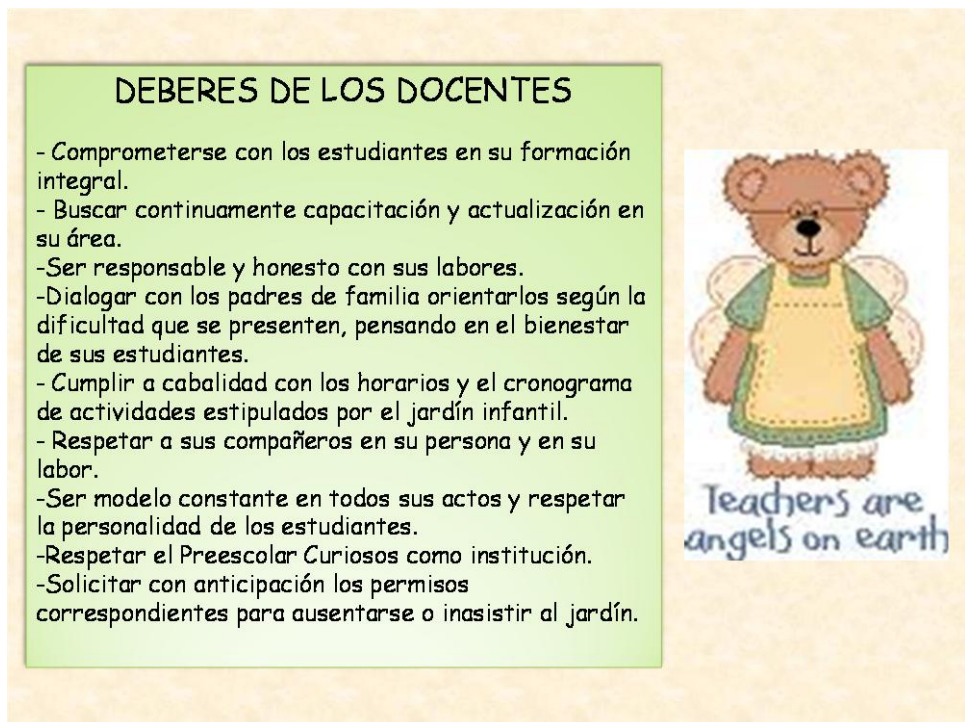 DEBERES DE LOS DOCENTES
- Comprometerse con los estudiantes en su formación
integral.
- Buscar continuamente capacitación y actualización en
su área.
-Ser responsable y honesto con sus labores.
-Dialogar con los padres de familia orientarlos según la
dificultad que se presenten, pensando en el bienestar
de sus estudiantes.
- Cumplir a cabalidad con los horarios y el cronograma
de actividades estipulados por el jardín infantil.
- Respetar a sus compañeros en su persona y en su
labor.
-Ser modelo constante en todos sus actos y respetar
la personalidad de los estudiantes.
-Respetar el Preescolar Curiosos como institución.
-Solicitar con anticipación los permisos
correspondientes para ausentarse o inasistir al jardín.
Teachers are
angels on earth